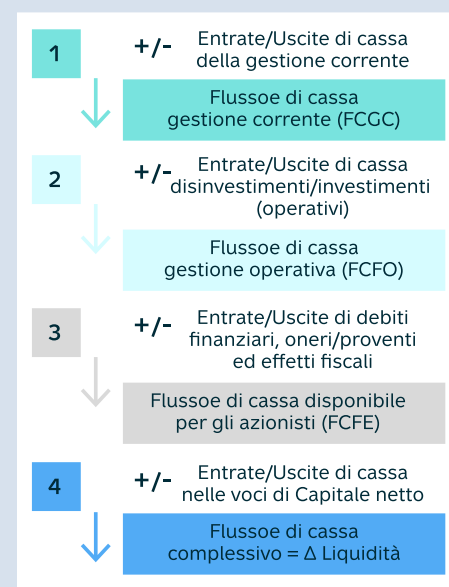 1
+/- Entrate/Uscite di cassa
della gestione corrente
Flussoe di cassa
gestione corrente (FCGC)
2
+/- Entrate/Uscite di cassa
disinvestimenti/investimenti
(operativi)
Flussoe di cassa
gestione operativa (FCFO)
3
+/- Entrate/Uscite di debiti
finanziari, oneri/proventi
ed effetti fiscali
Flussoe di cassa disponibile
per gli azionisti (FCFE)
4
+/- Entrate/Uscite di cassa
nelle voci di Capitale netto
Flussoe di cassa
complessivo = Δ Liquidità